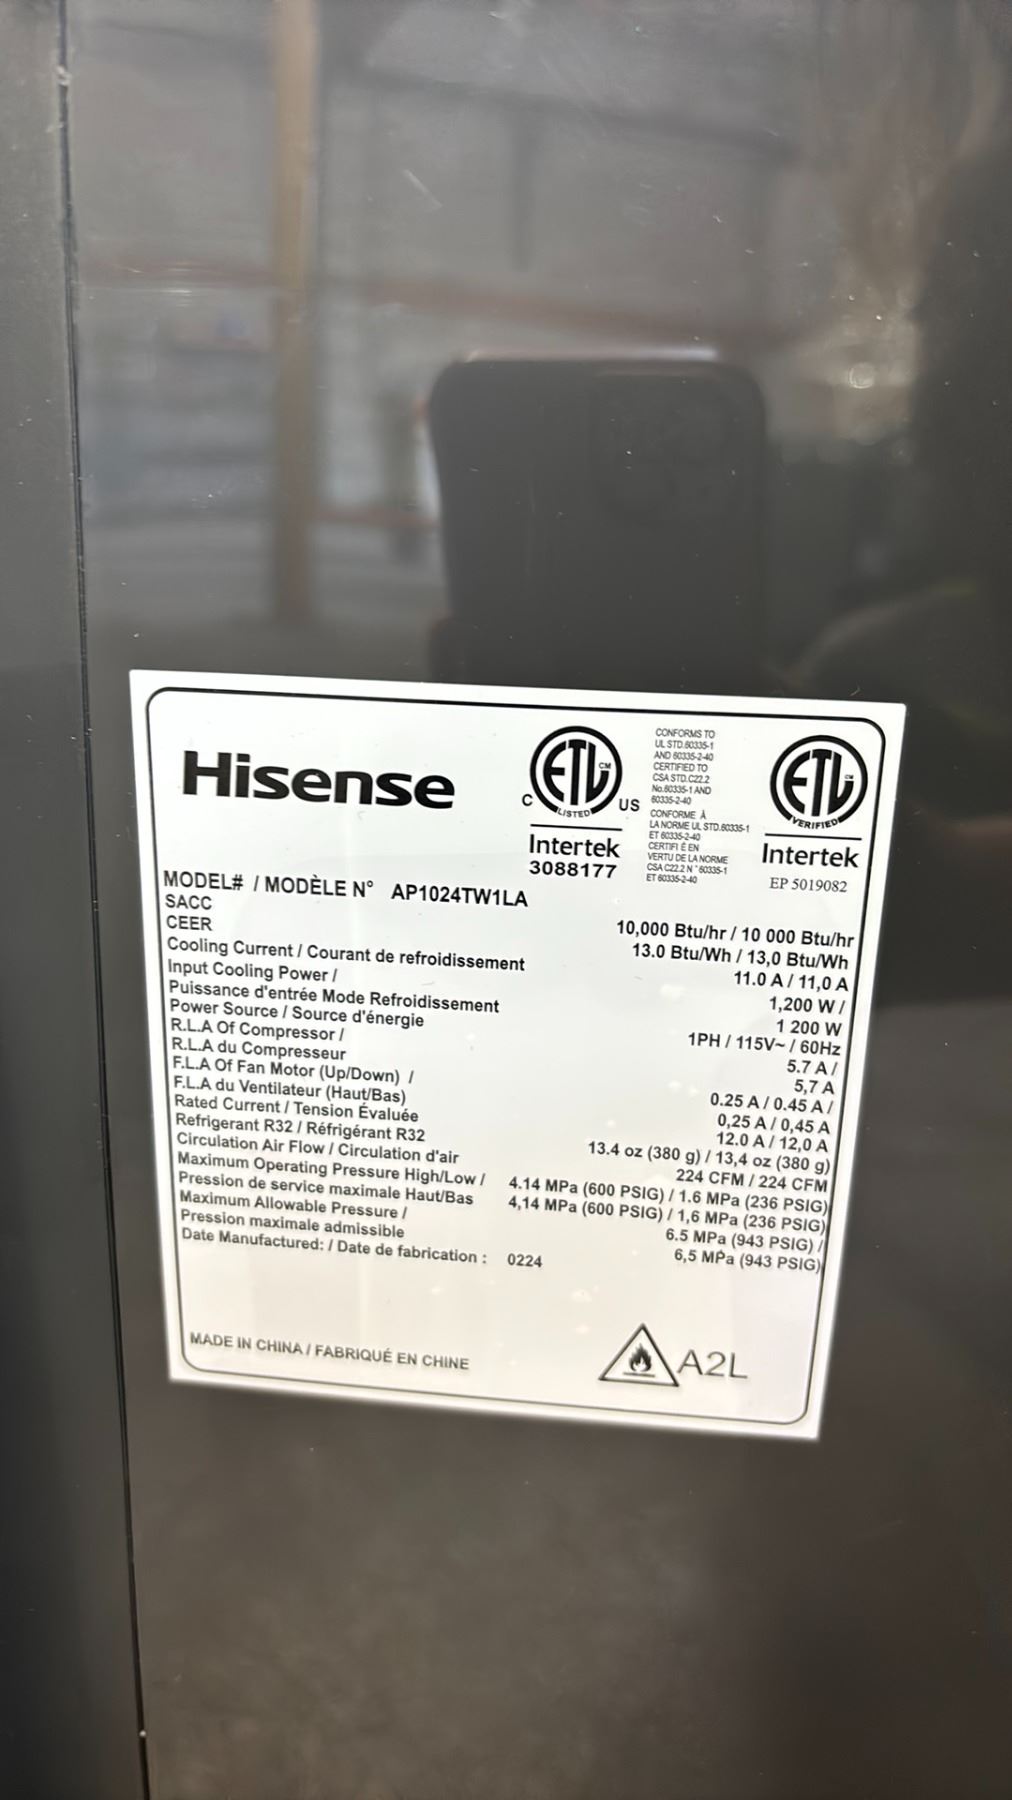 Hisense
C ETL CM US
LISTED
Intertek
3088177
CONFORMS TO
UL STD.60335-1
AND 60335-2-40
CERTIFIED TO
CSA STD.C22.2
No.60335-1 AND
60335-2-40
CONFORME À
LA NORME UL STD.60335-1
ET 60335-2-40
CERTIFI É EN
VERTU DE LA NORME
CSA C22.2 N ° 60335-1
ET 60335-2-40
ETL CM
VERIFIED
Intertek
EP 5019082
MODEL# / MODÈLE N° AP1024TW1LA
SACC 10,000 Btu/hr / 10 000 Btu/hr
CEER 13.0 Btu/Wh / 13,0 Btu/Wh
Cooling Current / Courant de refroidissement 11.0 A / 11,0 A
Input Cooling Power / 1,200 W /
Puissance d'entrée Mode Refroidissement 1 200 W
Power Source / Source d'énergie 1PH / 115V~ / 60Hz
R.L.A Of Compressor / 5.7 A /
R.L.A du Compresseur 5,7 A
F.L.A Of Fan Motor (Up/Down) / 0.25 A / 0.45 A /
F.L.A du Ventilateur (Haut/Bas) 0,25 A / 0,45 A
Rated Current / Tension Évaluée 12.0 A / 12,0 A
Refrigerant R32 / Réfrigérant R32 13.4 oz (380 g) / 13,4 oz (380 g)
Circulation Air Flow / Circulation d'air 224 CFM / 224 CFM
Maximum Operating Pressure High/Low / 4.14 MPa (600 PSIG) / 1.6 MPa (236 PSIG)
Pression de service maximale Haut/Bas 4,14 MPa (600 PSIG) / 1,6 MPa (236 PSIG)
Maximum Allowable Pressure / 6.5 MPa (943 PSIG) /
Pression maximale admissible 6,5 MPa (943 PSIG)
Date Manufactured: / Date de fabrication : 0224
MADE IN CHINA / FABRIQUÉ EN CHINE
A2L